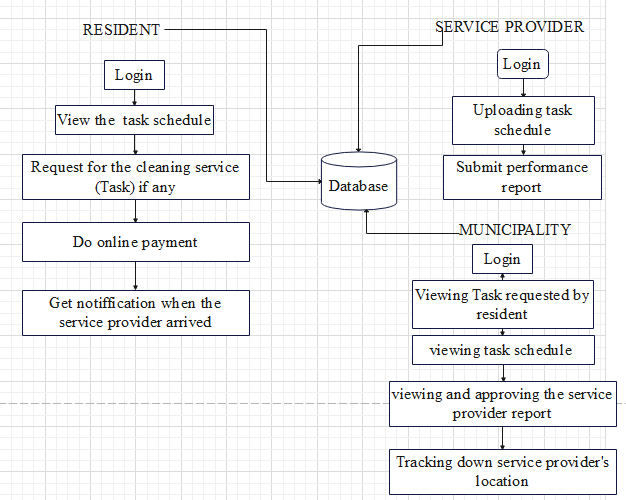 RESIDENT
Login
View the task schedule
Request for the cleaning service
(Task) if any
Do online payment
Get notiffication when the
service provider arrived
Database
SERVICE PROVIDER
Login
Uploading task
schedule
Submit performance
report
MUNICIPALITY
Login
Viewing Task requested by
resident
viewing task schedule
viewing and approving the service
provider report
Tracking down service provider's
location